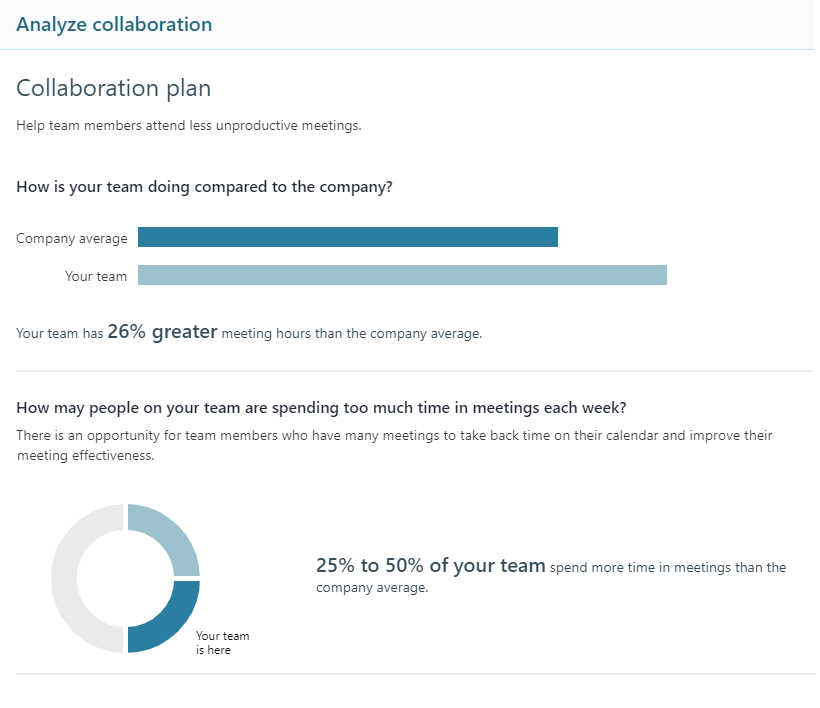 Analyze collaboration
Collaboration plan
Help team members attend less unproductive meetings.
How is your team doing compared to the company?
Company average
Your team
Your team has 26% greater meeting hours than the company average.
How may people on your team are spending too much time in meetings each week?
There is an opportunity for team members who have many meetings to take back time on their calendar and improve their
meeting effectiveness.
25% to 50% of your team spend more time in meetings than the
company average.
Your team
is here